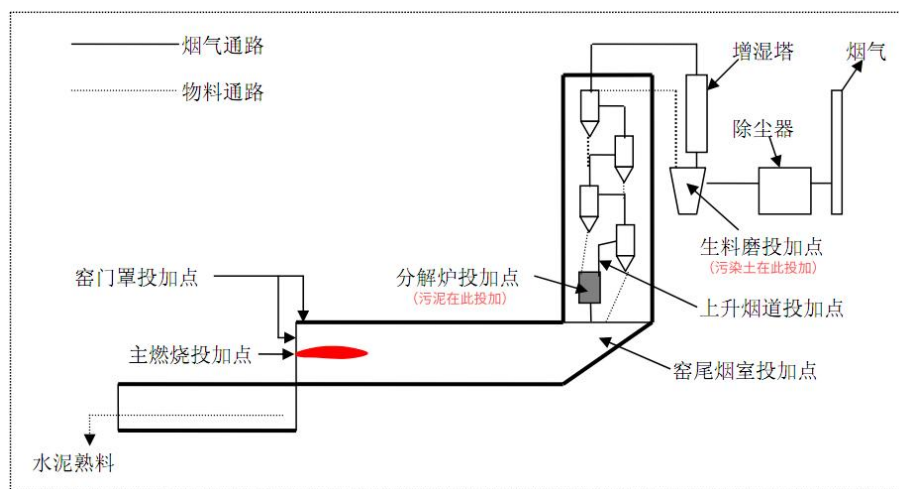 烟气通路
物料通路
增湿塔
烟气
除尘器
生料磨投加点
(污染土在此投加)
窑门罩投加点
分解炉投加点
(污泥在此投加)
上升烟道投加点
主燃烧投加点
窑尾烟室投加点
水泥熟料